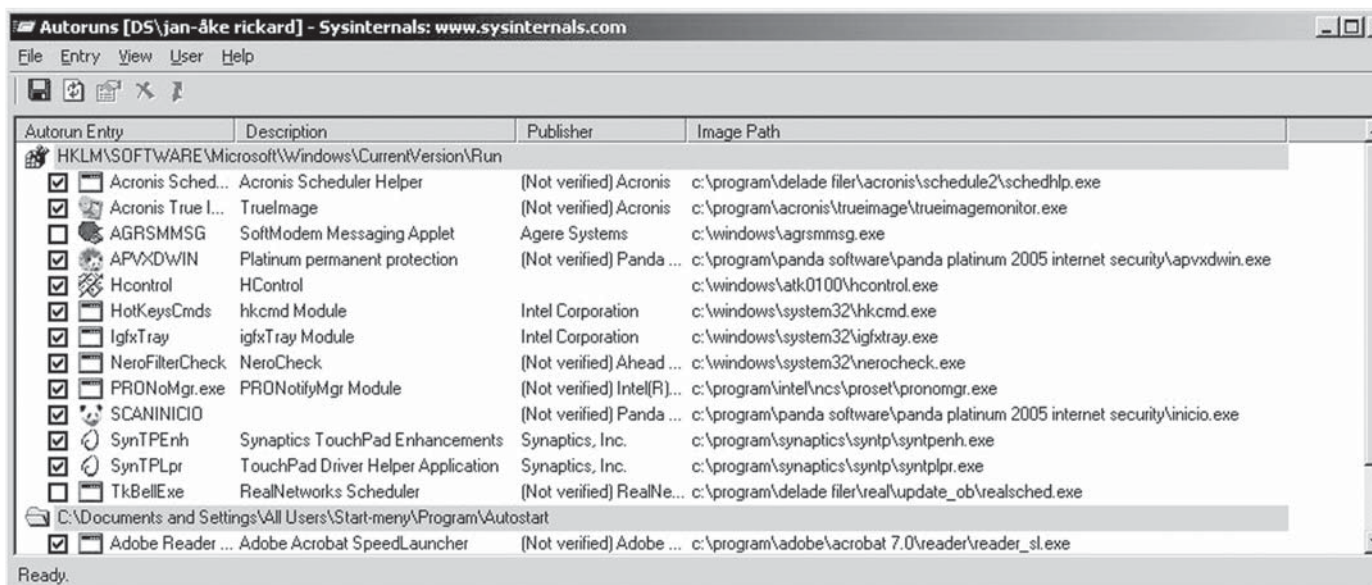 Autoruns [DS\jan-åke rickard] - Sysinternals: www.sysinternals.com
File Entry View User Help
Autorun Entry Description Publisher Image Path
HKLM\SOFTWARE\Microsoft\Windows\CurrentVersion\Run
Acronis Sched... Acronis Scheduler Helper (Not verified) Acronis c:\program\delade filer\acronis\schedule2\schedhlp.exe
Acronis True I... TrueImage (Not verified) Acronis c:\program\acronis\trueimage\trueimagemonitor.exe
AGRSMMSG SoftModem Messaging Applet Agere Systems c:\windows\agrsmmsg.exe
APVXDWIN Platinum permanent protection (Not verified) Panda ... c:\program\panda software\panda platinum 2005 internet security\apvxdwin.exe
Hcontrol HControl c:\windows\atk0100\hcontrol.exe
HotKeysCmds hkcmd Module Intel Corporation c:\windows\system32\hkcmd.exe
IgfxTray igfxTray Module Intel Corporation c:\windows\system32\igfxtray.exe
NeroFilterCheck NeroCheck (Not verified) Ahead ... c:\windows\system32\nerocheck.exe
PRONoMgr.exe PRONotifyMgr Module (Not verified) Intel(R)... c:\program\intel\ncs\proset\pronomgr.exe
SCANINICIO (Not verified) Panda ... c:\program\panda software\panda platinum 2005 internet security\inicio.exe
SynTPEnh Synaptics TouchPad Enhancements Synaptics, Inc. c:\program\synaptics\syntp\syntpenh.exe
SynTPLpr TouchPad Driver Helper Application Synaptics, Inc. c:\program\synaptics\syntp\syntplpr.exe
TkBellExe RealNetworks Scheduler (Not verified) RealNe... c:\program\delade filer\real\update_ob\realsched.exe
C:\Documents and Settings\All Users\Start-meny\Program\Autostart
Adobe Reader ... Adobe Acrobat SpeedLauncher (Not verified) Adobe ... c:\program\adobe\acrobat 7.0\reader\reader_sl.exe
Ready.